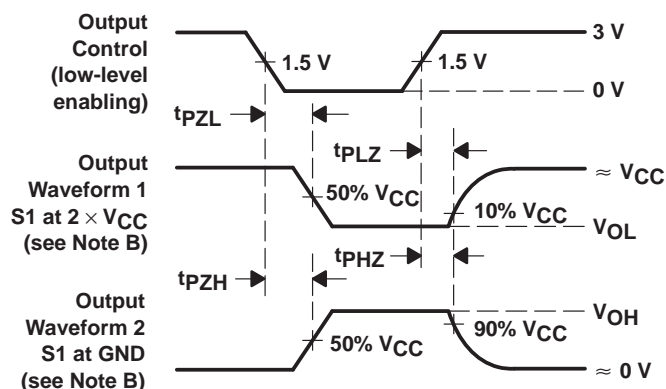 Output
Control
(low-level
enabling)
1.5 V
1.5 V
3 V
0 V
tPZL
tPLZ
Output
Waveform 1
S1 at 2 × VCC
(see Note B)
50% VCC
10% VCC
≈ VCC
VOL
tPZH
tPHZ
Output
Waveform 2
S1 at GND
(see Note B)
50% VCC
90% VCC
VOH
≈ 0 V